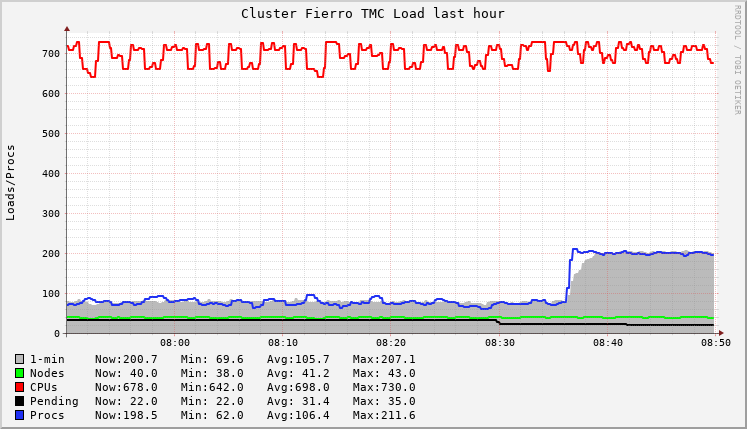 Cluster Fierro TMC Load last hour
RRDTOOL / TOBI OETIKER
Loads/Procs
700
600
500
400
300
200
100
0
08:00 08:10 08:20 08:30 08:40 08:50
1-min Now:200.7 Min: 69.6 Avg:105.7 Max:207.1
Nodes Now: 40.0 Min: 38.0 Avg: 41.2 Max: 43.0
CPUs Now:678.0 Min:642.0 Avg:698.0 Max:730.0
Pending Now: 22.0 Min: 22.0 Avg: 31.4 Max: 35.0
Procs Now:198.5 Min: 62.0 Avg:106.4 Max:211.6